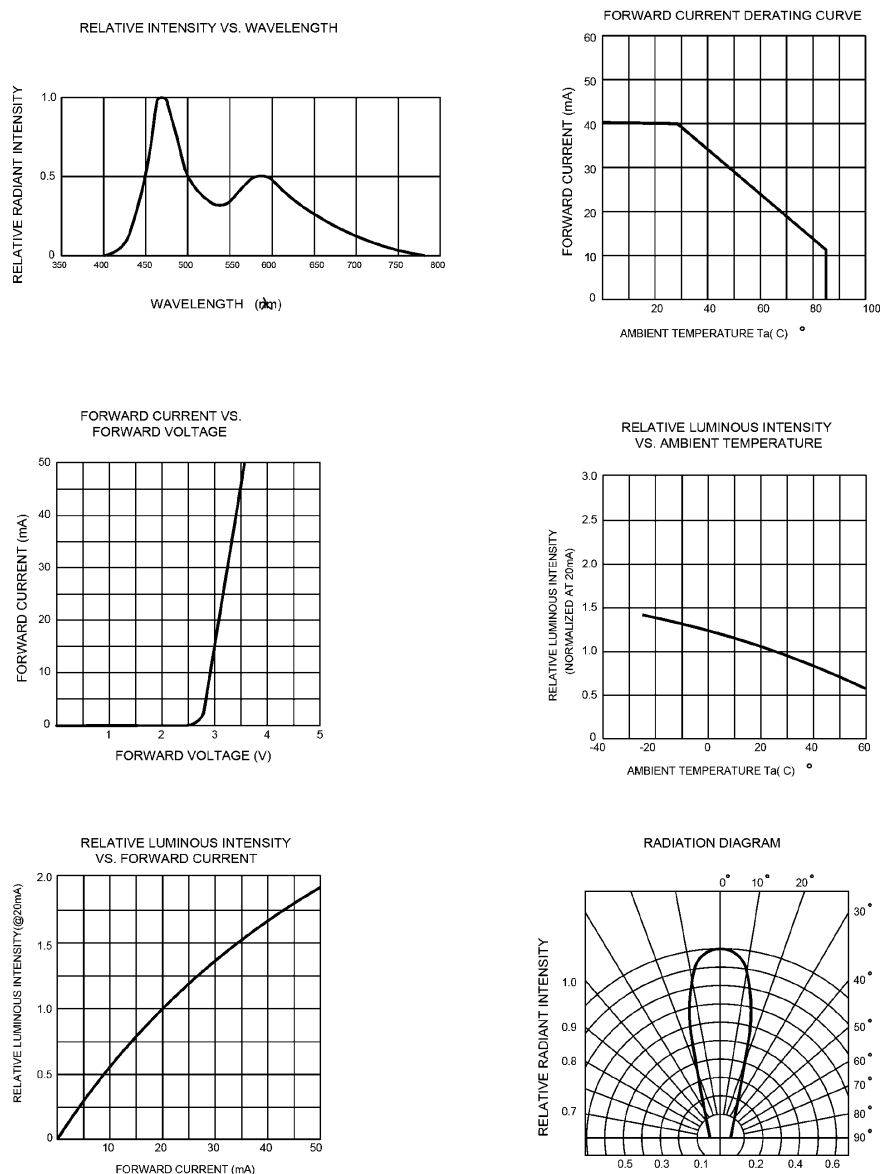 RELATIVE INTENSITY VS. WAVELENGTH
RELATIVE RADIANT INTENSITY
1.0
0.5
0
350 400 450 500 550 600 650 700 750 800
FORWARD CURRENT DERATING CURVE
FORWARD CURRENT (mA)
60
50
40
30
20
10
0
20 40 60 80 100
AMBIENT TEMPERATURE Ta( C) °
WAVELENGTH
FORWARD CURRENT VS.
FORWARD VOLTAGE
FORWARD CURRENT (mA)
50
40
30
20
10
0
1 2 3 4 5
FORWARD VOLTAGE (V)
RELATIVE LUMINOUS INTENSITY
VS. AMBIENT TEMPERATURE
RELATIVE LUMINOUS INTENSITY
(NORMALIZED AT 20mA)
3.0
2.5
2.0
1.5
1.0
0.5
0
-40 -20 0 20 40 60
AMBIENT TEMPERATURE Ta( C) °
RELATIVE LUMINOUS INTENSITY
VS. FORWARD CURRENT
RELATIVE LUMINOUS INTENSITY(@20mA)
2.0
1.5
1.0
0.5
0
10 20 30 40 50
FORWARD CURRENT (mA)
RADIATION DIAGRAM
RELATIVE RADIANT INTENSITY
0° 10° 20°
30°
40°
50°
60°
70°
80°
90°
1.0
0.9
0.8
0.7
0.5 0.3 0.1 0.2 0.4 0.6